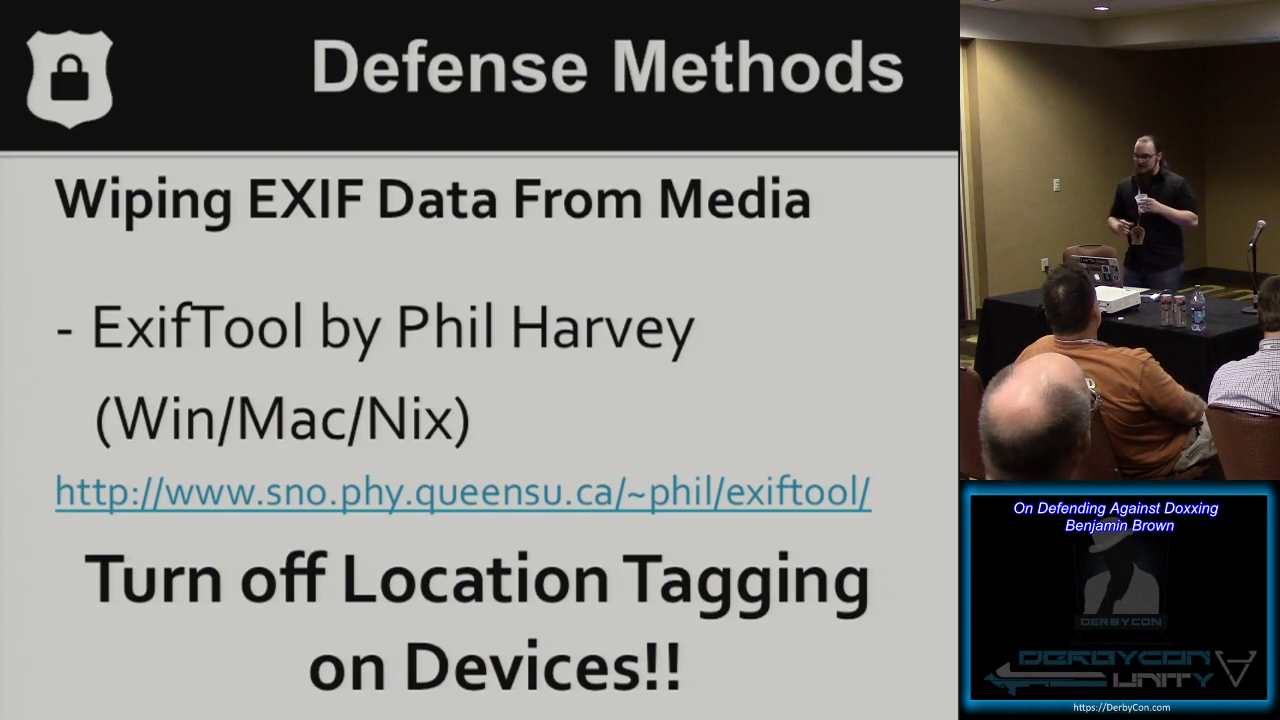 Defense Methods
Wiping EXIF Data From Media
- ExifTool by Phil Harvey
(Win/Mac/Nix)
http://www.sno.phy.queensu.ca/~phil/exiftool/
Turn off Location Tagging
on Devices!!
On Defending Against Doxxing
Benjamin Brown
DERBYCON
DERBYCON
UNITY
https://DerbyCon.com